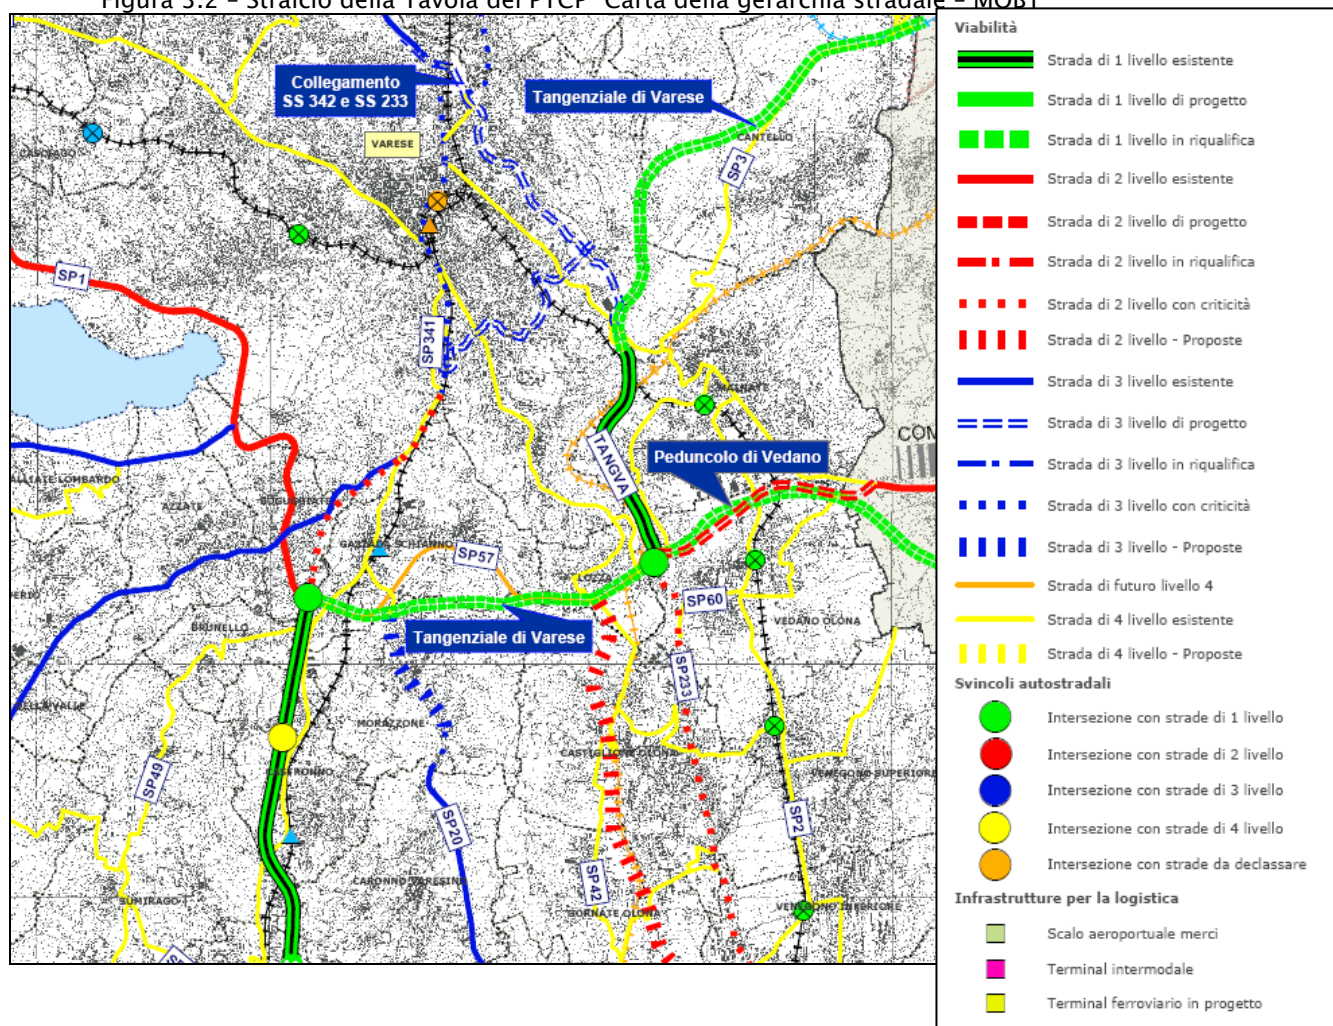 Figura 3.2 – Stralcio della Tavola del PTCP "Carta della gerarchia stradale – MOB1"
Collegamento
SS 342 e SS 233
Tangenziale di Varese
VARESE
CANTELLO
CASCIAGO
SP3
SP1
SP341
MALNATE
COM
TANGVA
Peduncolo di Vedano
AZZATE
BUGUGGIATE
GAZZADA SCHIANNO
SP57
SP60
VEDANO OLONA
BRUNELLO
Tangenziale di Varese
SP233
MORAZZONE
CASTIGLIONE OLONA
CASTRONNO
VENEGONO SUPERIORE
SP49
SP20
SP2
CARONNO VARESINO
SP42
SUMIRAGO
GORNATE OLONA
VENEGONO INFERIORE
Viabilità
Strada di 1 livello esistente
Strada di 1 livello di progetto
Strada di 1 livello in riqualifica
Strada di 2 livello esistente
Strada di 2 livello di progetto
Strada di 2 livello in riqualifica
Strada di 2 livello con criticità
Strada di 2 livello - Proposte
Strada di 3 livello esistente
Strada di 3 livello di progetto
Strada di 3 livello in riqualifica
Strada di 3 livello con criticità
Strada di 3 livello - Proposte
Strada di futuro livello 4
Strada di 4 livello esistente
Strada di 4 livello - Proposte
Svincoli autostradali
Intersezione con strade di 1 livello
Intersezione con strade di 2 livello
Intersezione con strade di 3 livello
Intersezione con strade di 4 livello
Intersezione con strade da declassare
Infrastrutture per la logistica
Scalo aeroportuale merci
Terminal intermodale
Terminal ferroviario in progetto